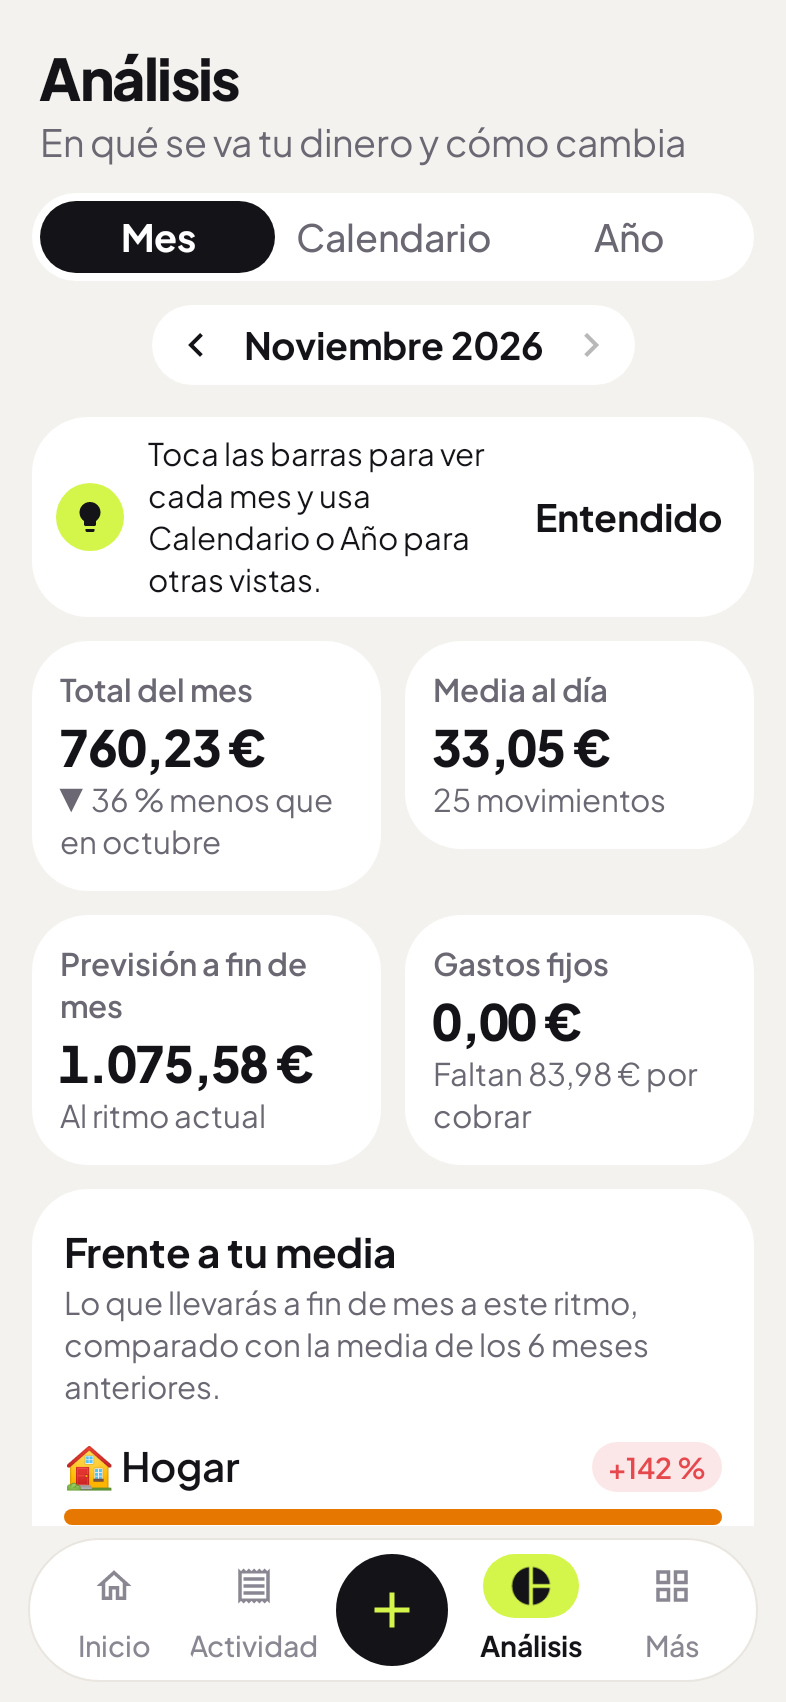 Análisis
En qué se va tu dinero y cómo cambia
Mes
Calendario
Año
Noviembre 2026
Toca las barras para ver
cada mes y usa
Calendario o Año para
otras vistas.
Entendido
Total del mes
760,23 €
▼ 36 % menos que
en octubre
Media al día
33,05 €
25 movimientos
Previsión a fin de
mes
1.075,58 €
Al ritmo actual
Gastos fijos
0,00 €
Faltan 83,98 € por
cobrar
Frente a tu media
Lo que llevarás a fin de mes a este ritmo,
comparado con la media de los 6 meses
anteriores.
Hogar
+142 %
Inicio
Actividad
Análisis
Más